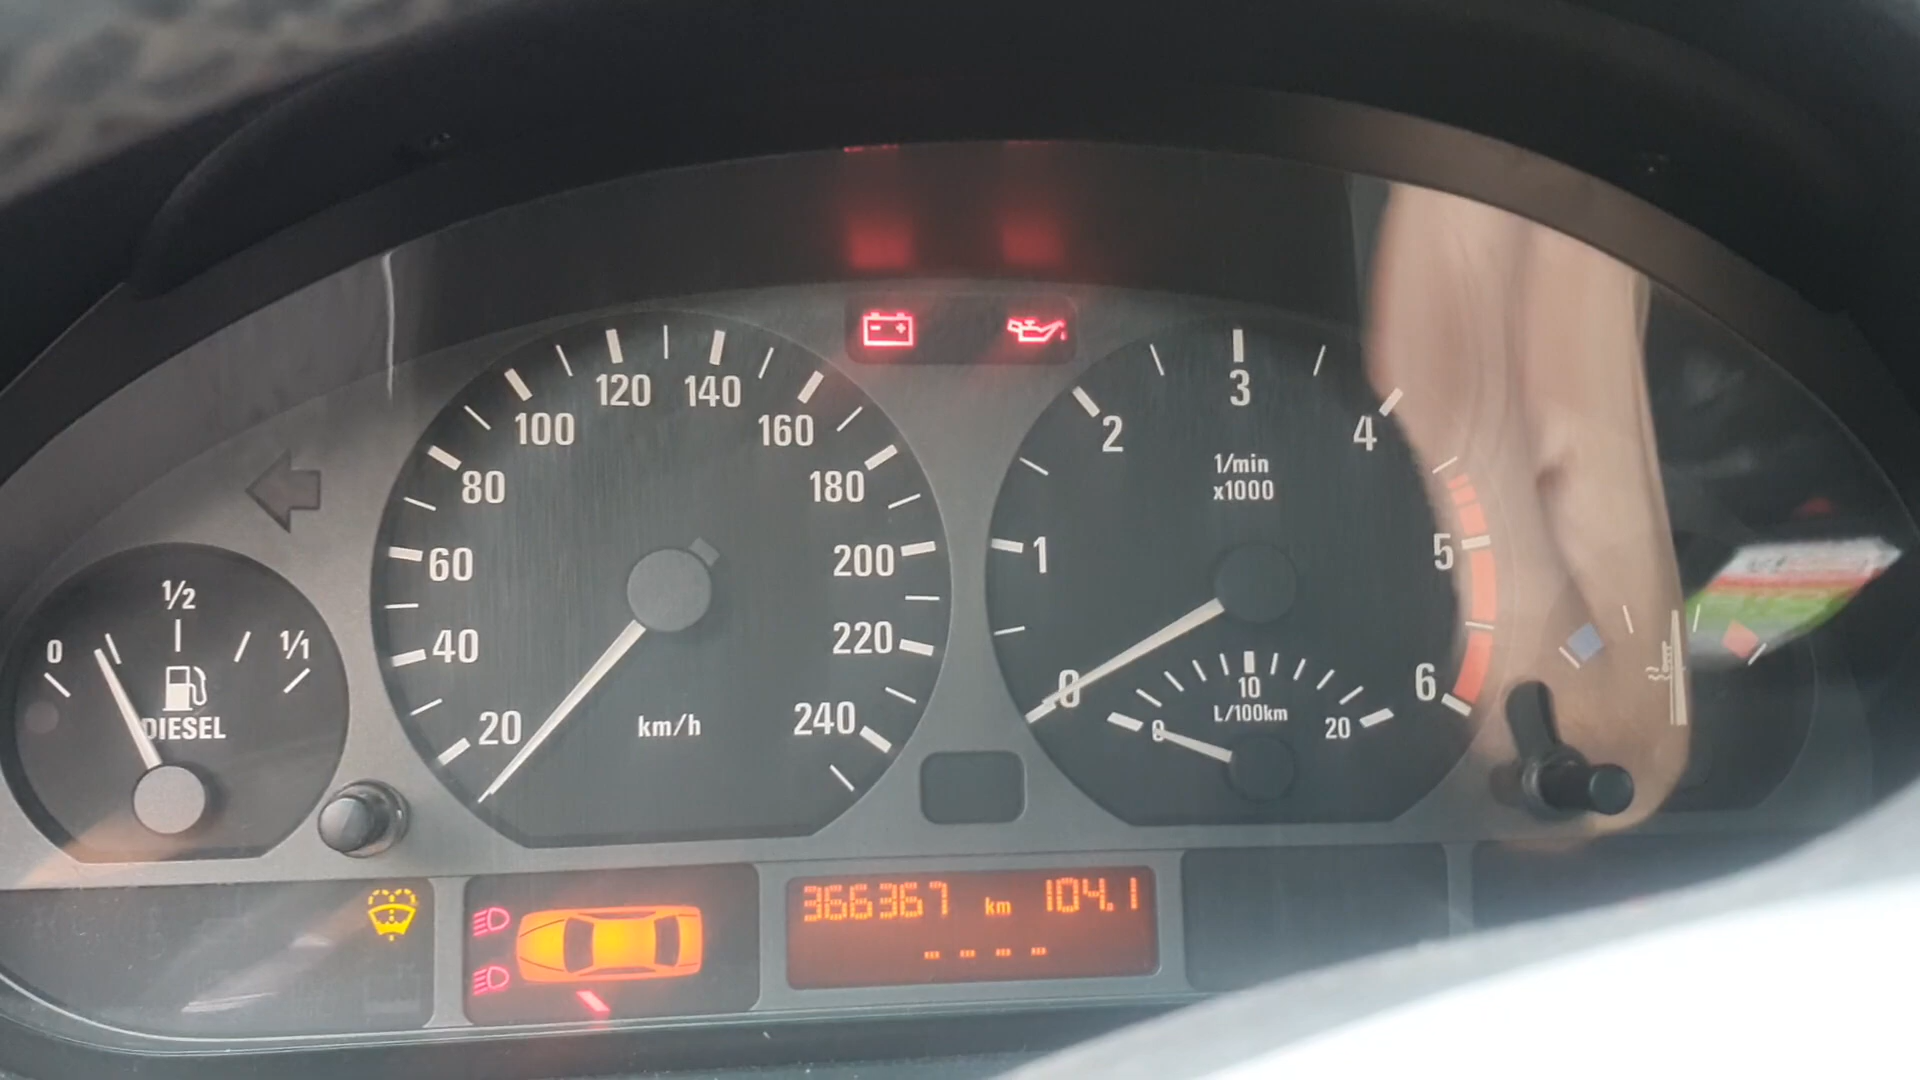 0 1/2 1/1
DIESEL
20 40 60 80 100 120 140 160 180 200 220 240
km/h
0 1 2 3 4 5 6
1/min
x1000
0 10 20
L/100km
366367 km 104.1
- - - -